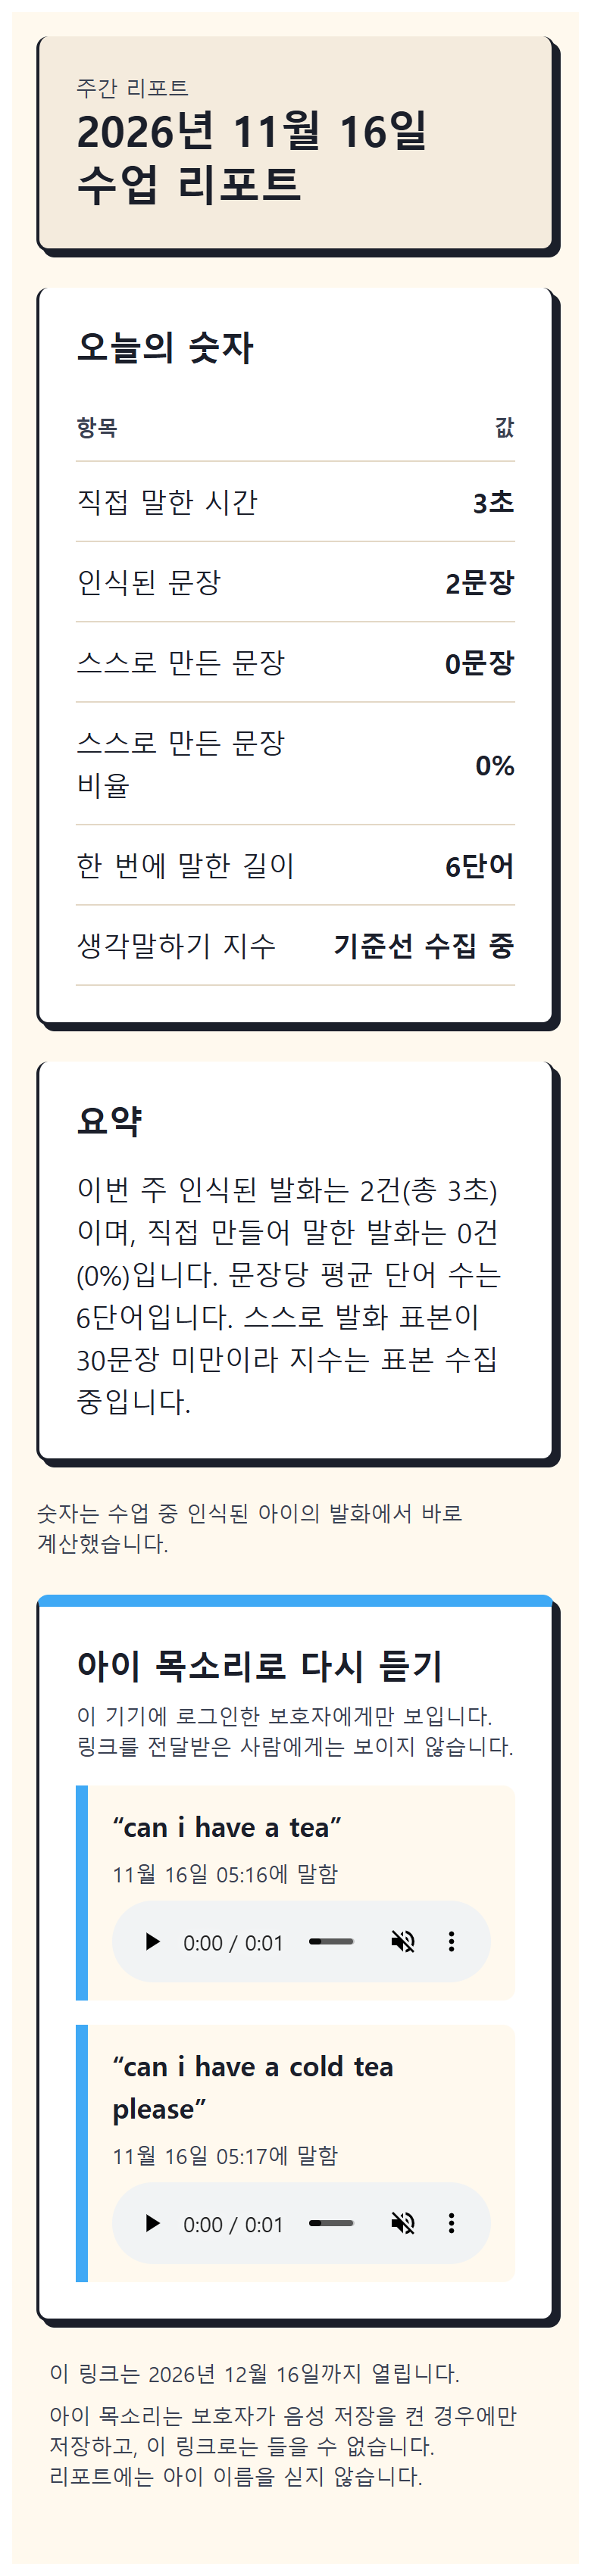 주간 리포트
2026년 11월 16일
수업 리포트
오늘의 숫자
항목 값
직접 말한 시간 3초
인식된 문장 2문장
스스로 만든 문장 0문장
스스로 만든 문장
비율 0%
한 번에 말한 길이 6단어
생각말하기 지수 기준선 수집 중
요약
이번 주 인식된 발화는 2건(총 3초)
이며, 직접 만들어 말한 발화는 0건
(0%)입니다. 문장당 평균 단어 수는
6단어입니다. 스스로 발화 표본이
30문장 미만이라 지수는 표본 수집
중입니다.
숫자는 수업 중 인식된 아이의 발화에서 바로
계산했습니다.
아이 목소리로 다시 듣기
이 기기에 로그인한 보호자에게만 보입니다.
링크를 전달받은 사람에게는 보이지 않습니다.
“can i have a tea”
11월 16일 05:16에 말함
0:00 / 0:01
“can i have a cold tea
please”
11월 16일 05:17에 말함
0:00 / 0:01
이 링크는 2026년 12월 16일까지 열립니다.
아이 목소리는 보호자가 음성 저장을 켠 경우에만
저장하고, 이 링크로는 들을 수 없습니다.
리포트에는 아이 이름을 싣지 않습니다.